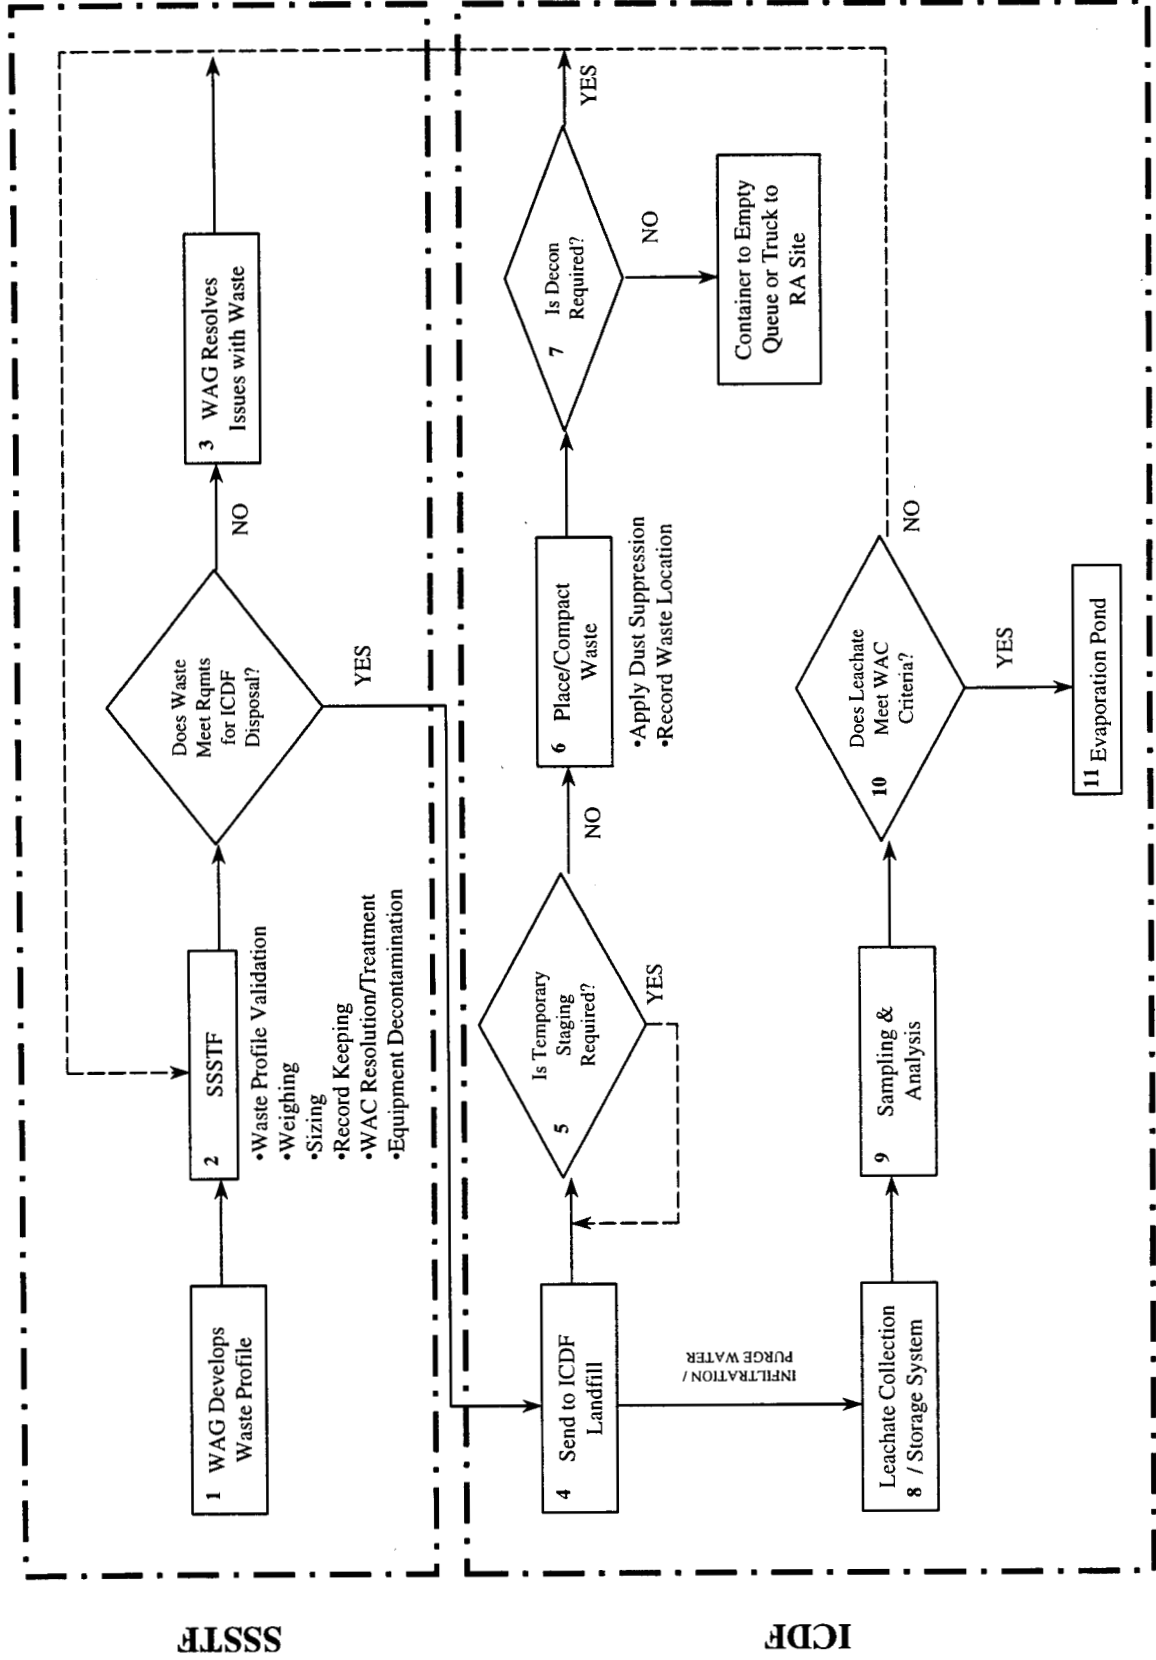 SSSTF
1 WAG Develops
Waste Profile
2 SSSTF
•Waste Profile Validation
•Weighing
•Sizing
•Record Keeping
•WAC Resolution/Treatment
•Equipment Decontamination
Does Waste
Meet Rqmts
for ICDF
Disposal?
NO
YES
3 WAG Resolves
Issues with Waste
ICDF
4 Send to ICDF
Landfill
INFILTRATION /
PURGE WATER
5 Is Temporary
Staging
Required?
YES
NO
6 Place/Compact
Waste
•Apply Dust Suppression
•Record Waste Location
7 Is Decon
Required?
YES
NO
Container to Empty
Queue or Truck to
RA Site
Leachate Collection
8 / Storage System
9 Sampling &
Analysis
Does Leachate
10 Meet WAC
Criteria?
NO
YES
11 Evaporation Pond